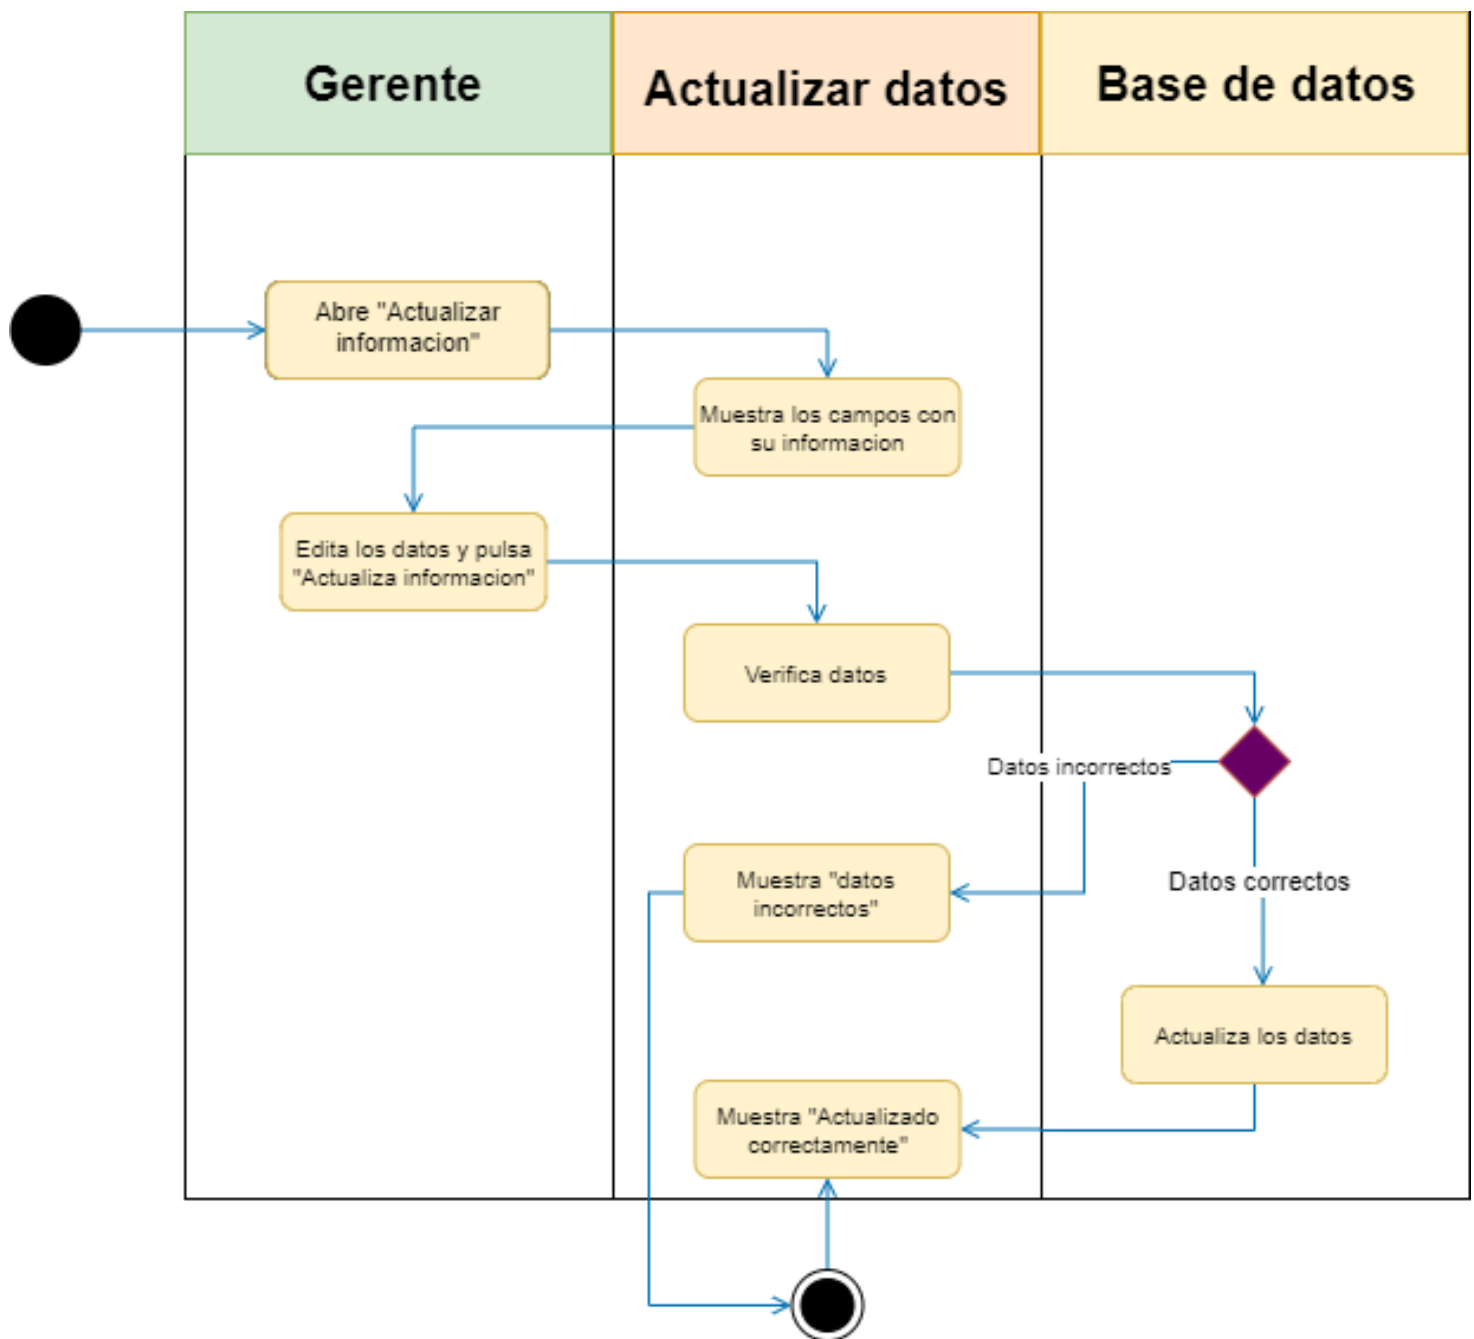 Gerente
Actualizar datos
Base de datos
Abre "Actualizar
informacion"
Muestra los campos con
su informacion
Edita los datos y pulsa
"Actualiza informacion"
Verifica datos
Datos incorrectos
Muestra "datos
incorrectos"
Datos correctos
Actualiza los datos
Muestra "Actualizado
correctamente"